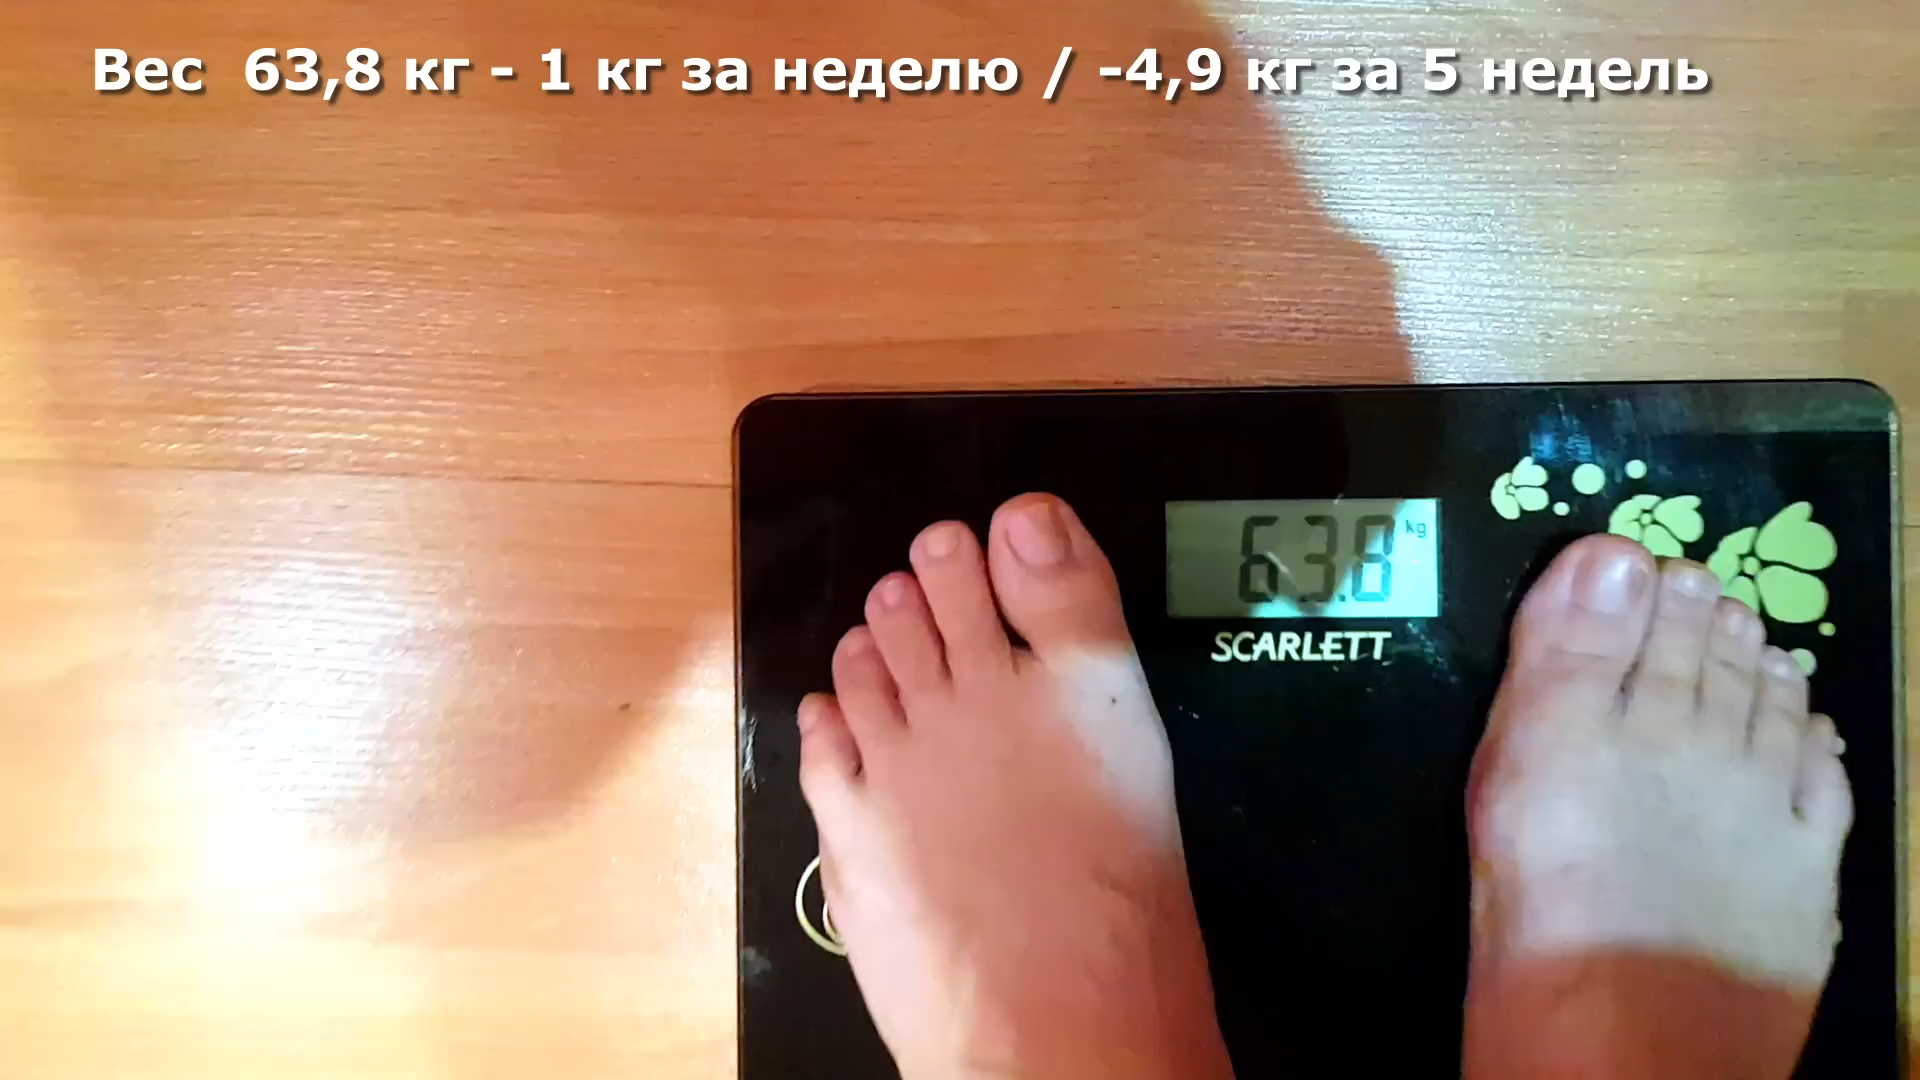 Вес  63,8 кг - 1 кг за неделю / -4,9 кг за 5 недель
63.8 kg
SCARLETT